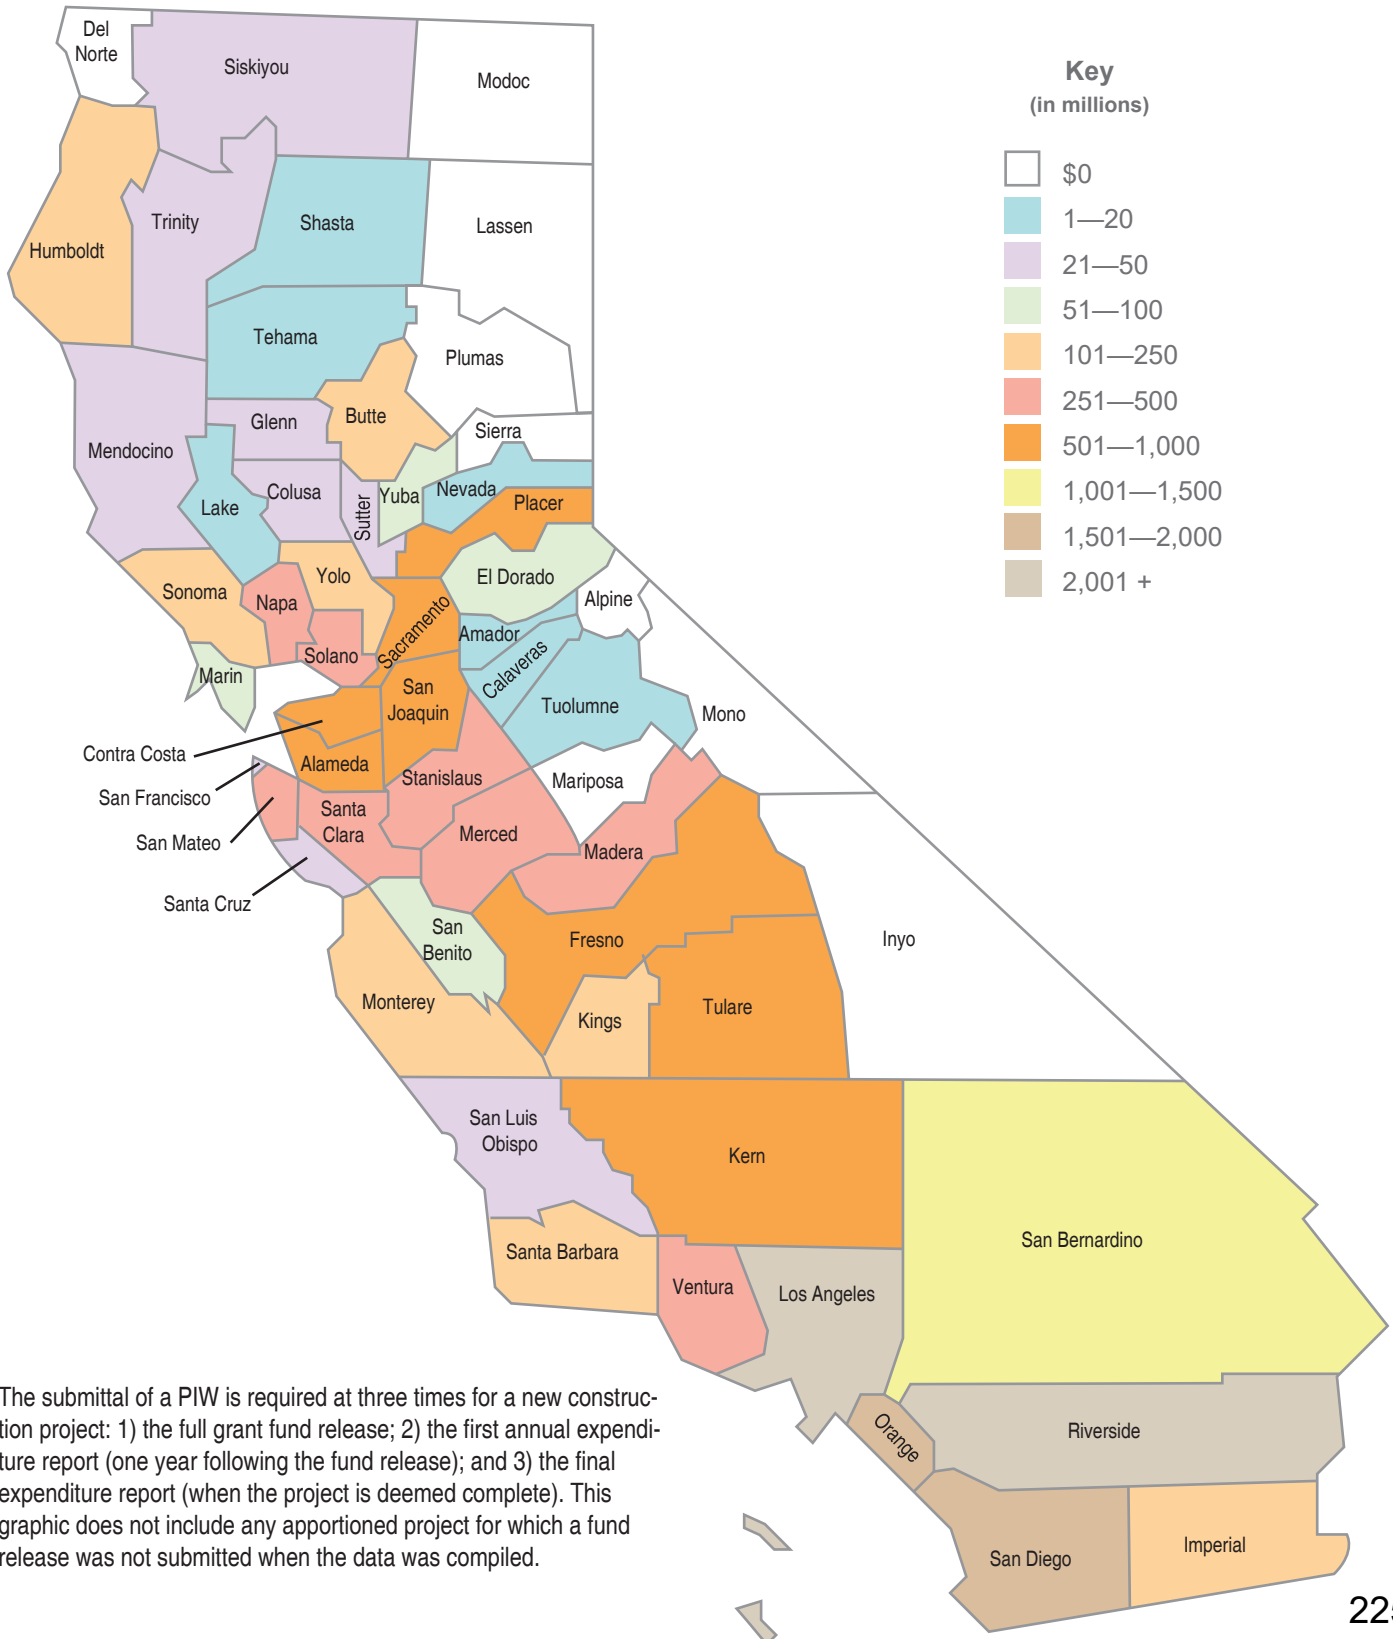 Del
Norte
Siskiyou
Modoc
Key
(in millions)
$0
1—20
21—50
51—100
101—250
251—500
501—1,000
1,001—1,500
1,501—2,000
2,001 +
Humboldt
Trinity
Shasta
Lassen
Tehama
Plumas
Mendocino
Glenn
Butte
Sierra
Lake
Colusa
Sutter
Yuba
Nevada
Placer
Sonoma
Napa
Yolo
El Dorado
Alpine
Marin
Solano
Sacramento
Amador
Calaveras
San
Joaquin
Tuolumne
Mono
Contra Costa
Alameda
Stanislaus
Mariposa
San Francisco
San Mateo
Santa
Clara
Merced
Madera
Santa Cruz
San
Benito
Fresno
Inyo
Monterey
Kings
Tulare
San Luis
Obispo
Kern
San Bernardino
Santa Barbara
Ventura
Los Angeles
Orange
Riverside
San Diego
Imperial
The submittal of a PIW is required at three times for a new construc-
tion project: 1) the full grant fund release; 2) the first annual expendi-
ture report (one year following the fund release); and 3) the final
expenditure report (when the project is deemed complete). This
graphic does not include any apportioned project for which a fund
release was not submitted when the data was compiled.
225